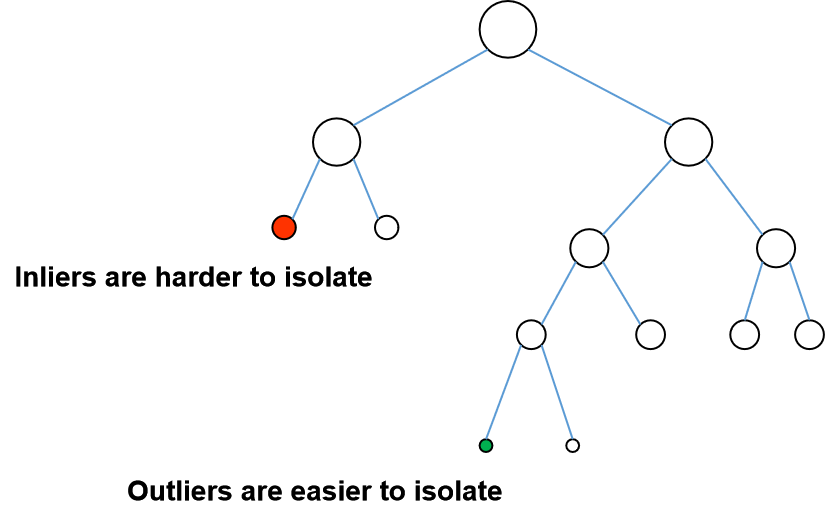 Inliers are harder to isolate
Outliers are easier to isolate